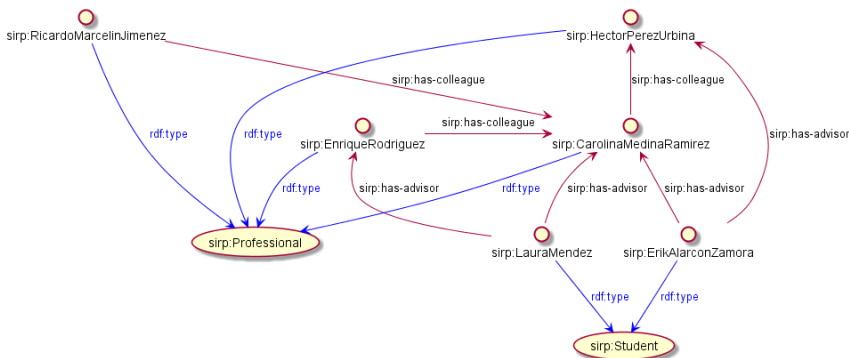 sirp:RicardoMarcelinJimenez
sirp:HectorPerezUrbina
sirp:has-colleague
sirp:has-colleague
sirp:has-colleague
rdf:type
rdf:type
sirp:has-advisor
sirp:EnriqueRodriguez
sirp:CarolinaMedinaRamirez
rdf:type
rdf:type
sirp:has-advisor
sirp:has-advisor
sirp:has-advisor
sirp:Professional
sirp:LauraMendez
sirp:ErikAlarconZamora
rdf:type
rdf:type
sirp:Student